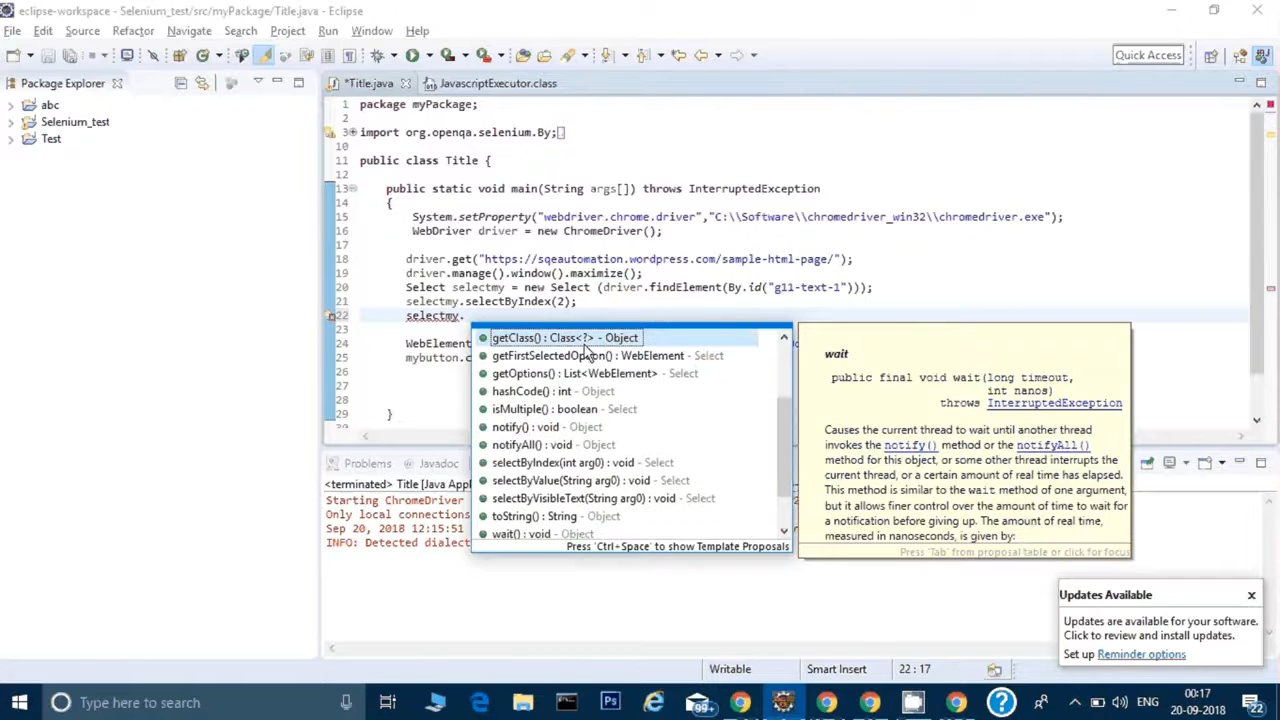 eclipse-workspace - Selenium_test/src/myPackage/Title.java - Eclipse
File Edit Source Refactor Navigate Search Project Run Window Help
Quick Access
Package Explorer
abc
Selenium_test
Test
*Title.java
JavascriptExecutor.class
1 package myPackage;
2
3 import org.openqa.selenium.By;
10
11 public class Title {
12
13 public static void main(String args[]) throws InterruptedException
14 {
15 System.setProperty("webdriver.chrome.driver","C:\\Software\\chromedriver_win32\\chromedriver.exe");
16 WebDriver driver = new ChromeDriver();
17
18 driver.get("https://sqeautomation.wordpress.com/sample-html-page/");
19 driver.manage().window().maximize();
20 Select selectmy = new Select (driver.findElement(By.id("g11-text-1")));
21 selectmy.selectByIndex(2);
22 selectmy.
23
24 WebElement
25 mybutton.c
26
27
28
29 }
getClass() : Class<?> - Object
getFirstSelectedOption() : WebElement - Select
getOptions() : List<WebElement> - Select
hashCode() : int - Object
isMultiple() : boolean - Select
notify() : void - Object
notifyAll() : void - Object
selectByIndex(int arg0) : void - Select
selectByValue(String arg0) : void - Select
selectByVisibleText(String arg0) : void - Select
toString() : String - Object
wait() : void - Object
Press 'Ctrl+Space' to show Template Proposals
wait
public final void wait(long timeout,
int nanos)
throws InterruptedException
Causes the current thread to wait until another thread
invokes the notify() method or the notifyAll()
method for this object, or some other thread interrupts the
current thread, or a certain amount of real time has elapsed.
This method is similar to the wait method of one argument,
but it allows finer control over the amount of time to wait for
a notification before giving up. The amount of real time,
measured in nanoseconds, is given by:
Press 'Tab' from proposal table or click for focus
Problems Javadoc
<terminated> Title [Java Appl
Starting ChromeDriver
Only local connections
Sep 20, 2018 12:15:51
INFO: Detected dialect
Updates Available
Updates are available for your software.
Click to review and install updates.
Set up Reminder options
Writable
Smart Insert
22 : 17
Type here to search
99+
ENG
00:17
20-09-2018
22